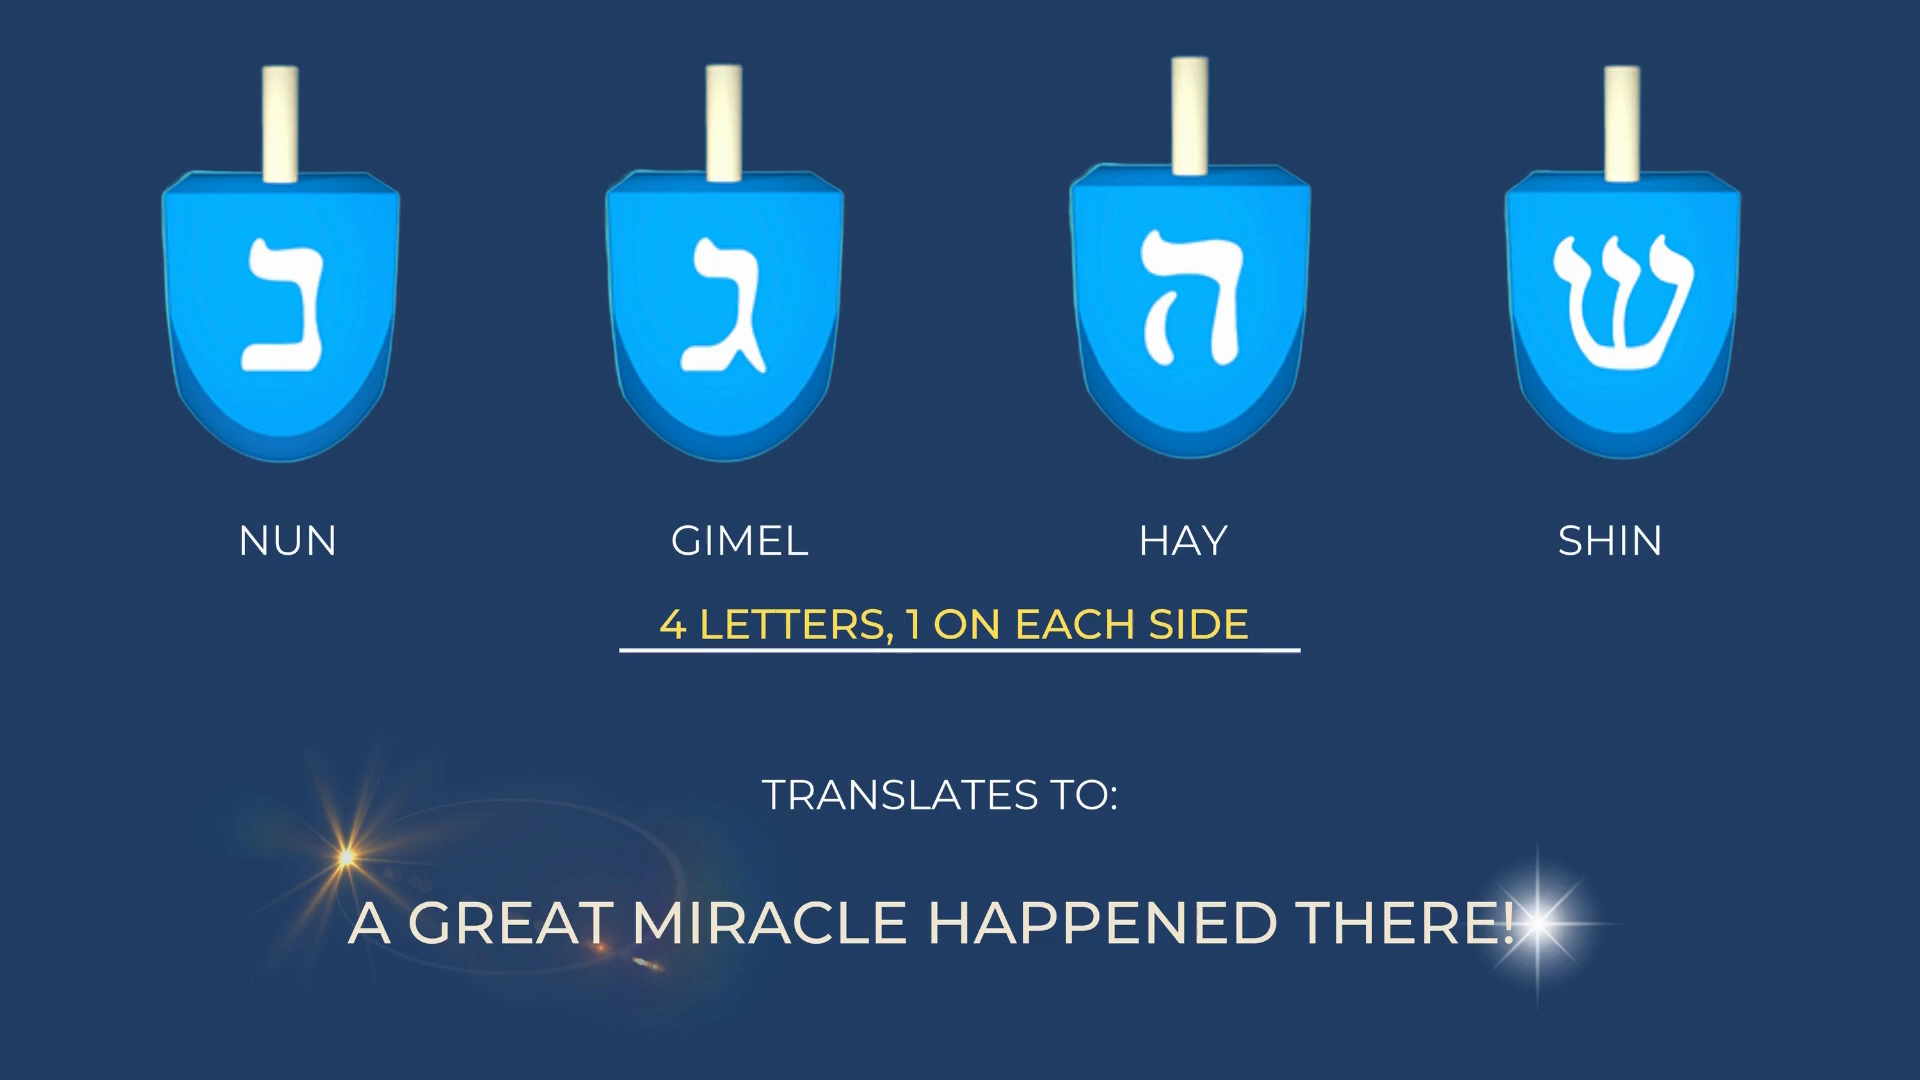 נ
ג
ה
ש
NUN
GIMEL
HAY
SHIN
4 LETTERS, 1 ON EACH SIDE
TRANSLATES TO:
A GREAT MIRACLE HAPPENED THERE!